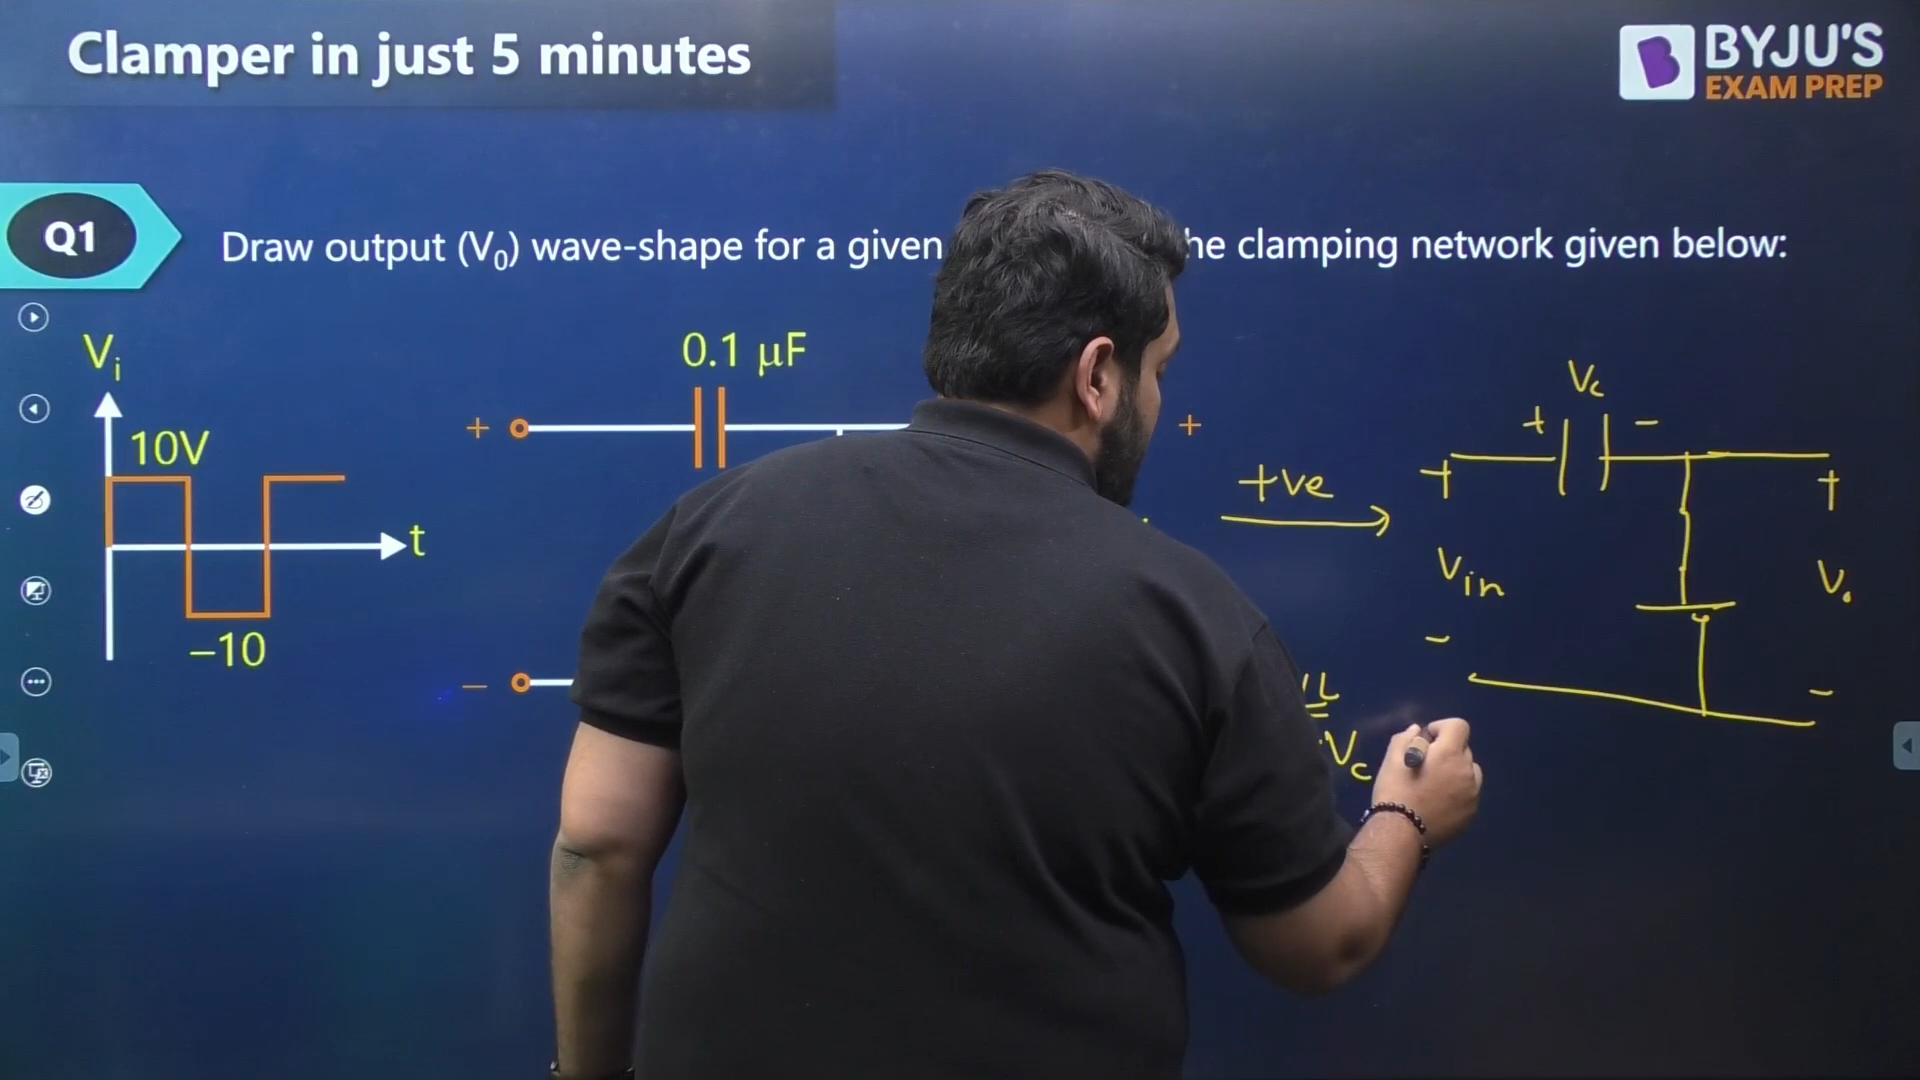 Clamper in just 5 minutes
BYJU'S
EXAM PREP
Q1
Draw output (V₀) wave-shape for a given he clamping network given below:
Vᵢ
10V
t
−10
0.1 μF
+
−
+
+ve
Vc
+ −
+ +
Vin V₀
− −
Vc